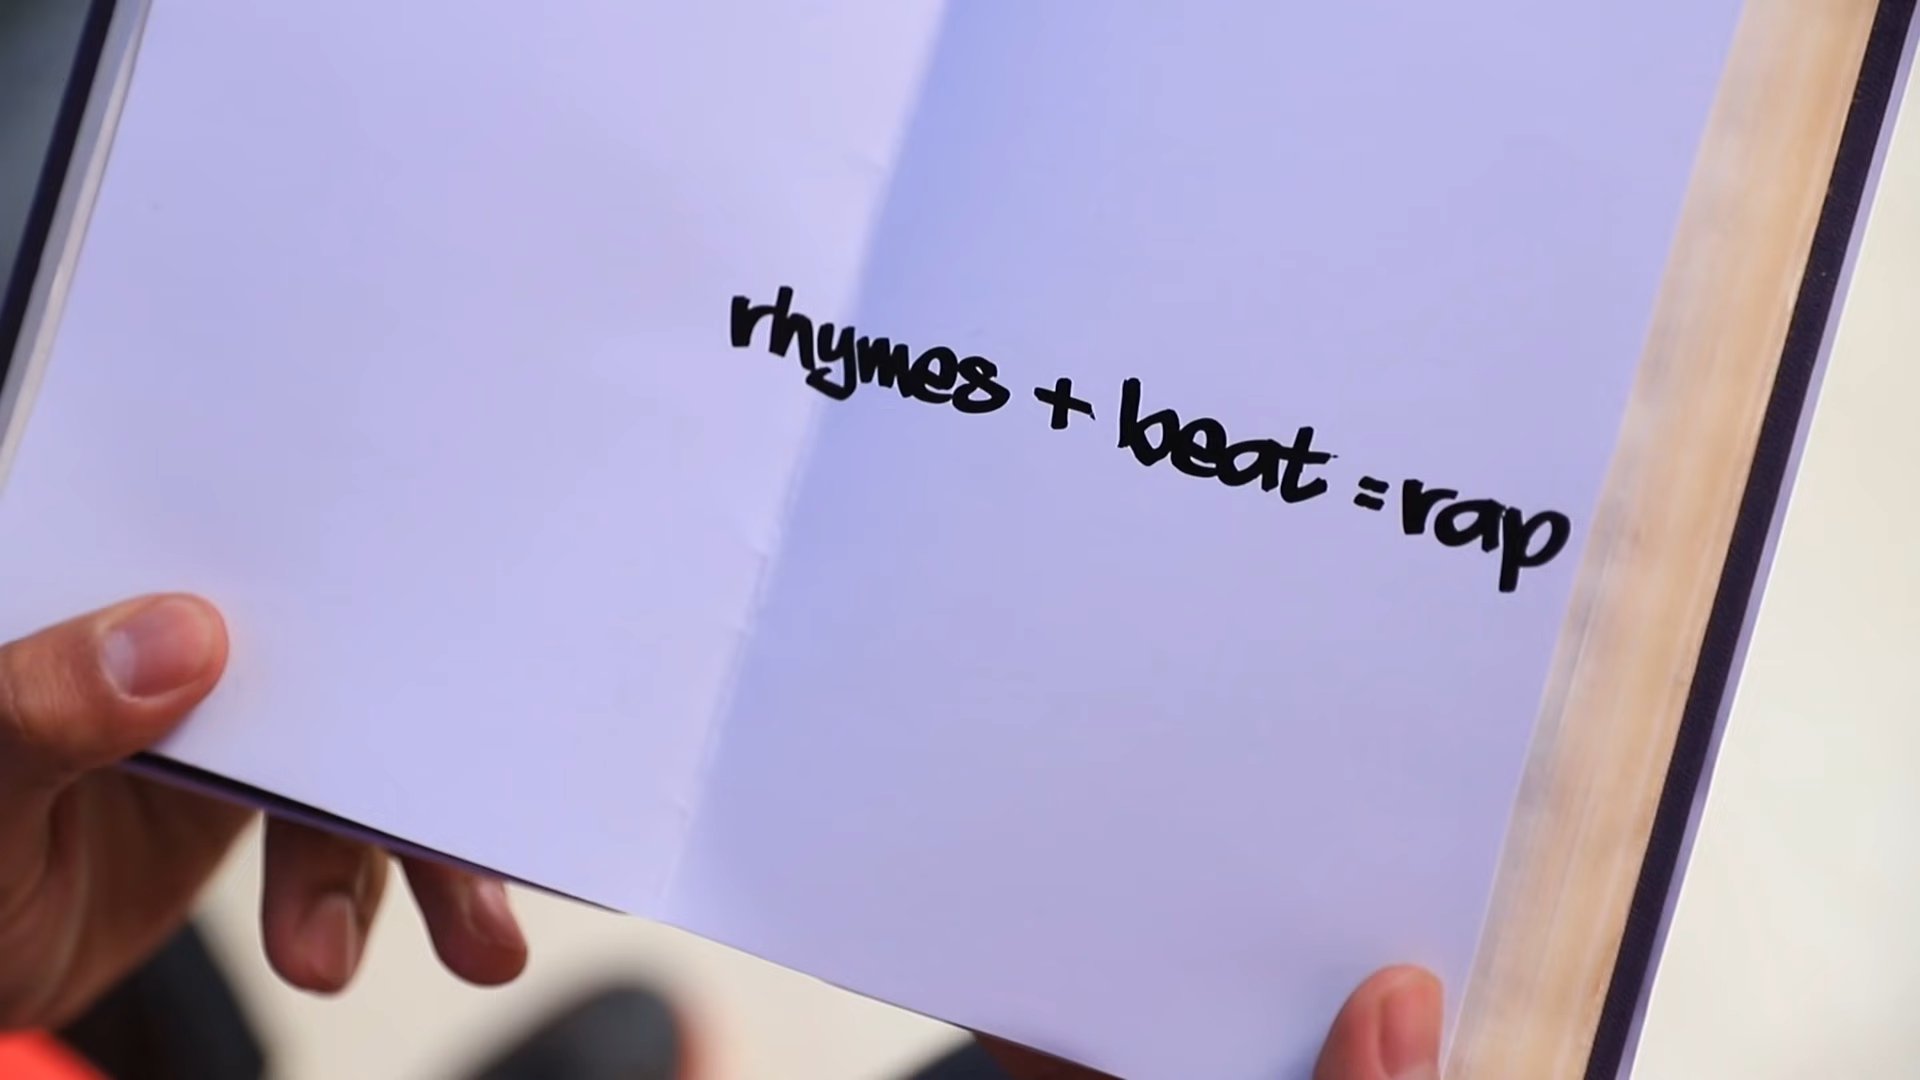 rhymes + beat = rap